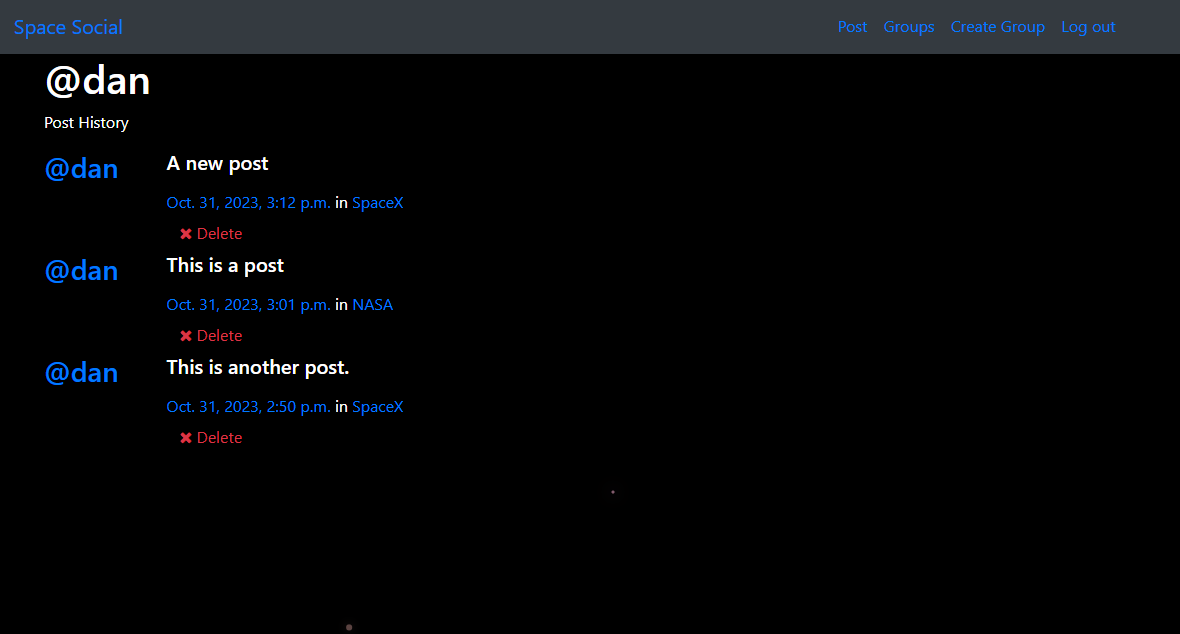 Space Social Post Groups Create Group Log out
@dan
Post History
@dan A new post
Oct. 31, 2023, 3:12 p.m. in SpaceX
✖ Delete
@dan This is a post
Oct. 31, 2023, 3:01 p.m. in NASA
✖ Delete
@dan This is another post.
Oct. 31, 2023, 2:50 p.m. in SpaceX
✖ Delete